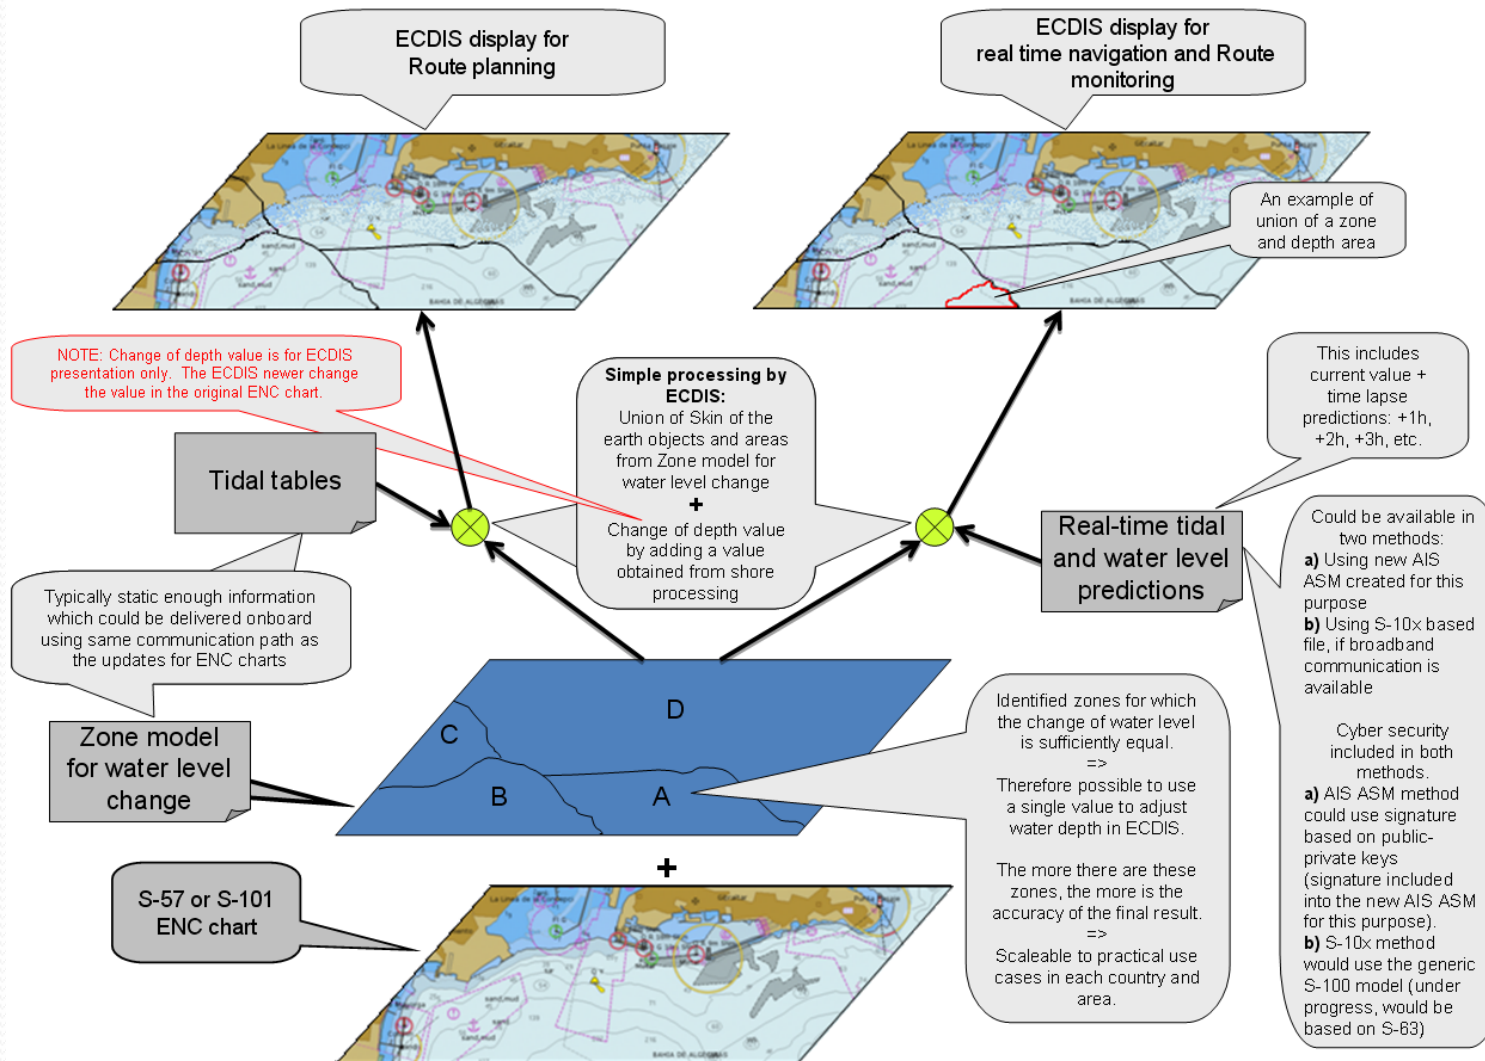 ECDIS display for
Route planning
ECDIS display for
real time navigation and Route
monitoring
An example of
union of a zone
and depth area
NOTE: Change of depth value is for ECDIS
presentation only.  The ECDIS newer change
the value in the original ENC chart.
Simple processing by
ECDIS:
Union of Skin of the
earth objects and areas
from Zone model for
water level change
+
Change of depth value
by adding a value
obtained from shore
processing
This includes
current value +
time lapse
predictions: +1h,
+2h, +3h, etc.
Tidal tables
Real-time tidal
and water level
predictions
Could be available in
two methods:
a) Using new AIS
ASM created for this
purpose
b) Using S-10x based
file, if broadband
communication is
available
Cyber security
included in both
methods.
a) AIS ASM method
could use signature
based on public-
private keys
(signature included
into the new AIS ASM
for this purpose).
b) S-10x method
would use the generic
S-100 model (under
progress, would be
based on S-63)
Typically static enough information
which could be delivered onboard
using same communication path as
the updates for ENC charts
Zone model
for water level
change
D
C
B
A
Identified zones for which
the change of water level
is sufficiently equal.
=>
Therefore possible to use
a single value to adjust
water depth in ECDIS.
The more there are these
zones, the more is the
accuracy of the final result.
=>
Scaleable to practical use
cases in each country and
area.
+
S-57 or S-101
ENC chart
BAHIA DE ALGECIRAS
BAHIA DE ALGECIRAS
BAHIA DE ALGECIRAS